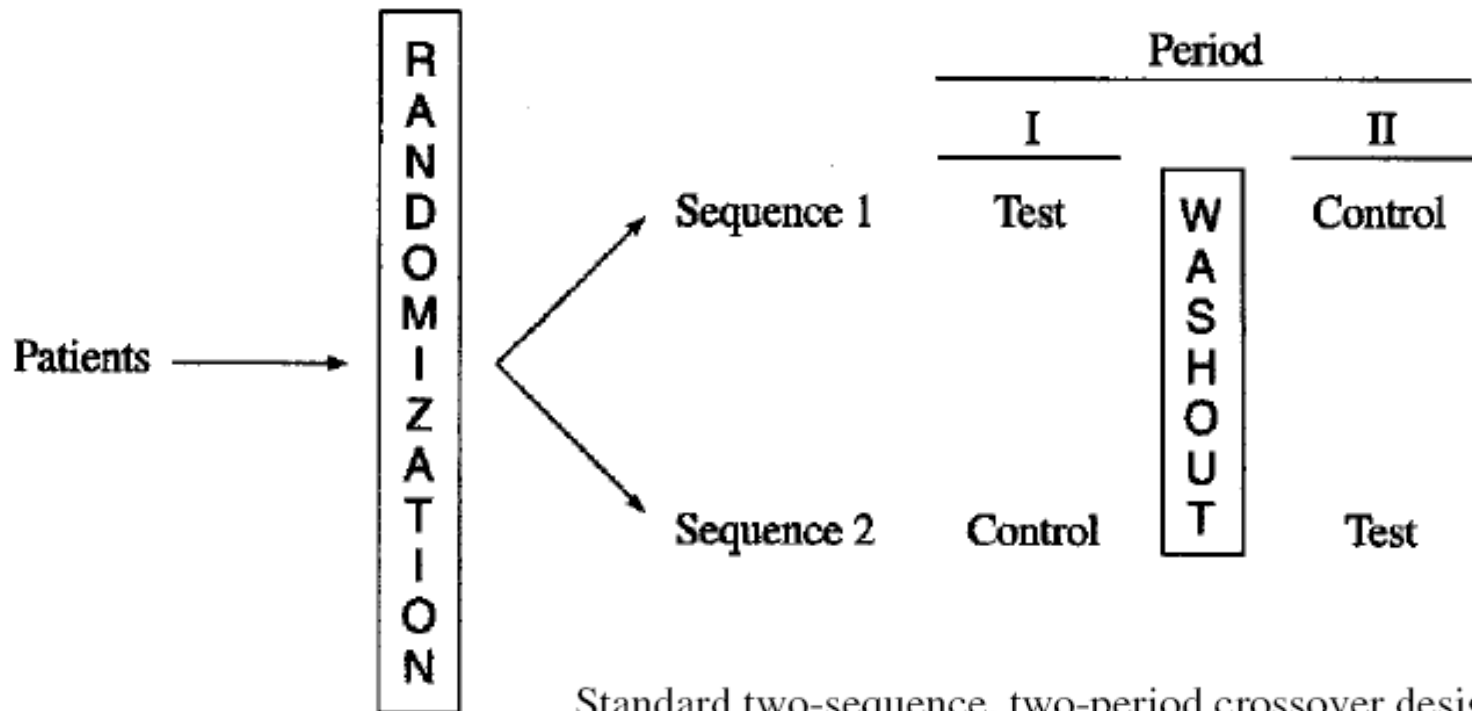 Period
I II
Sequence 1 Test Control
Patients
RANDOMIZATION
WASHOUT
Sequence 2 Control Test
Standard two-sequence, two-period crossover